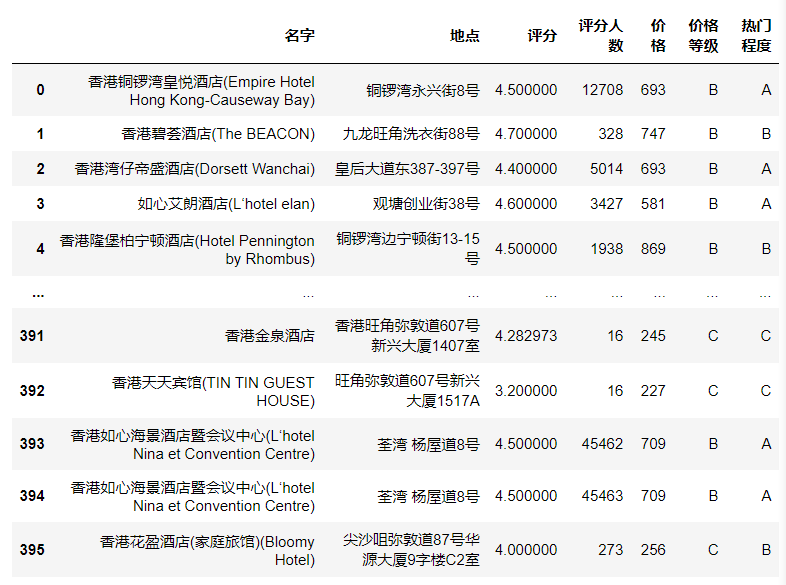 名字 地点 评分 评分人数 价格 价格等级 热门程度
0 香港铜锣湾皇悦酒店(Empire Hotel Hong Kong-Causeway Bay) 铜锣湾永兴街8号 4.500000 12708 693 B A
1 香港碧荟酒店(The BEACON) 九龙旺角洗衣街88号 4.700000 328 747 B B
2 香港湾仔帝盛酒店(Dorsett Wanchai) 皇后大道东387-397号 4.400000 5014 693 B A
3 如心艾朗酒店(L'hotel elan) 观塘创业街38号 4.600000 3427 581 B A
4 香港隆堡柏宁顿酒店(Hotel Pennington by Rhombus) 铜锣湾边宁顿街13-15号 4.500000 1938 869 B B
... ... ... ... ... ... ... ...
391 香港金泉酒店 香港旺角弥敦道607号新兴大厦1407室 4.282973 16 245 C C
392 香港天天宾馆(TIN TIN GUEST HOUSE) 旺角弥敦道607号新兴大厦1517A 3.200000 16 227 C C
393 香港如心海景酒店暨会议中心(L'hotel Nina et Convention Centre) 荃湾 杨屋道8号 4.500000 45462 709 B A
394 香港如心海景酒店暨会议中心(L'hotel Nina et Convention Centre) 荃湾 杨屋道8号 4.500000 45463 709 B A
395 香港花盈酒店(家庭旅馆)(Bloomy Hotel) 尖沙咀弥敦道87号华源大厦9字楼C2室 4.000000 273 256 C B